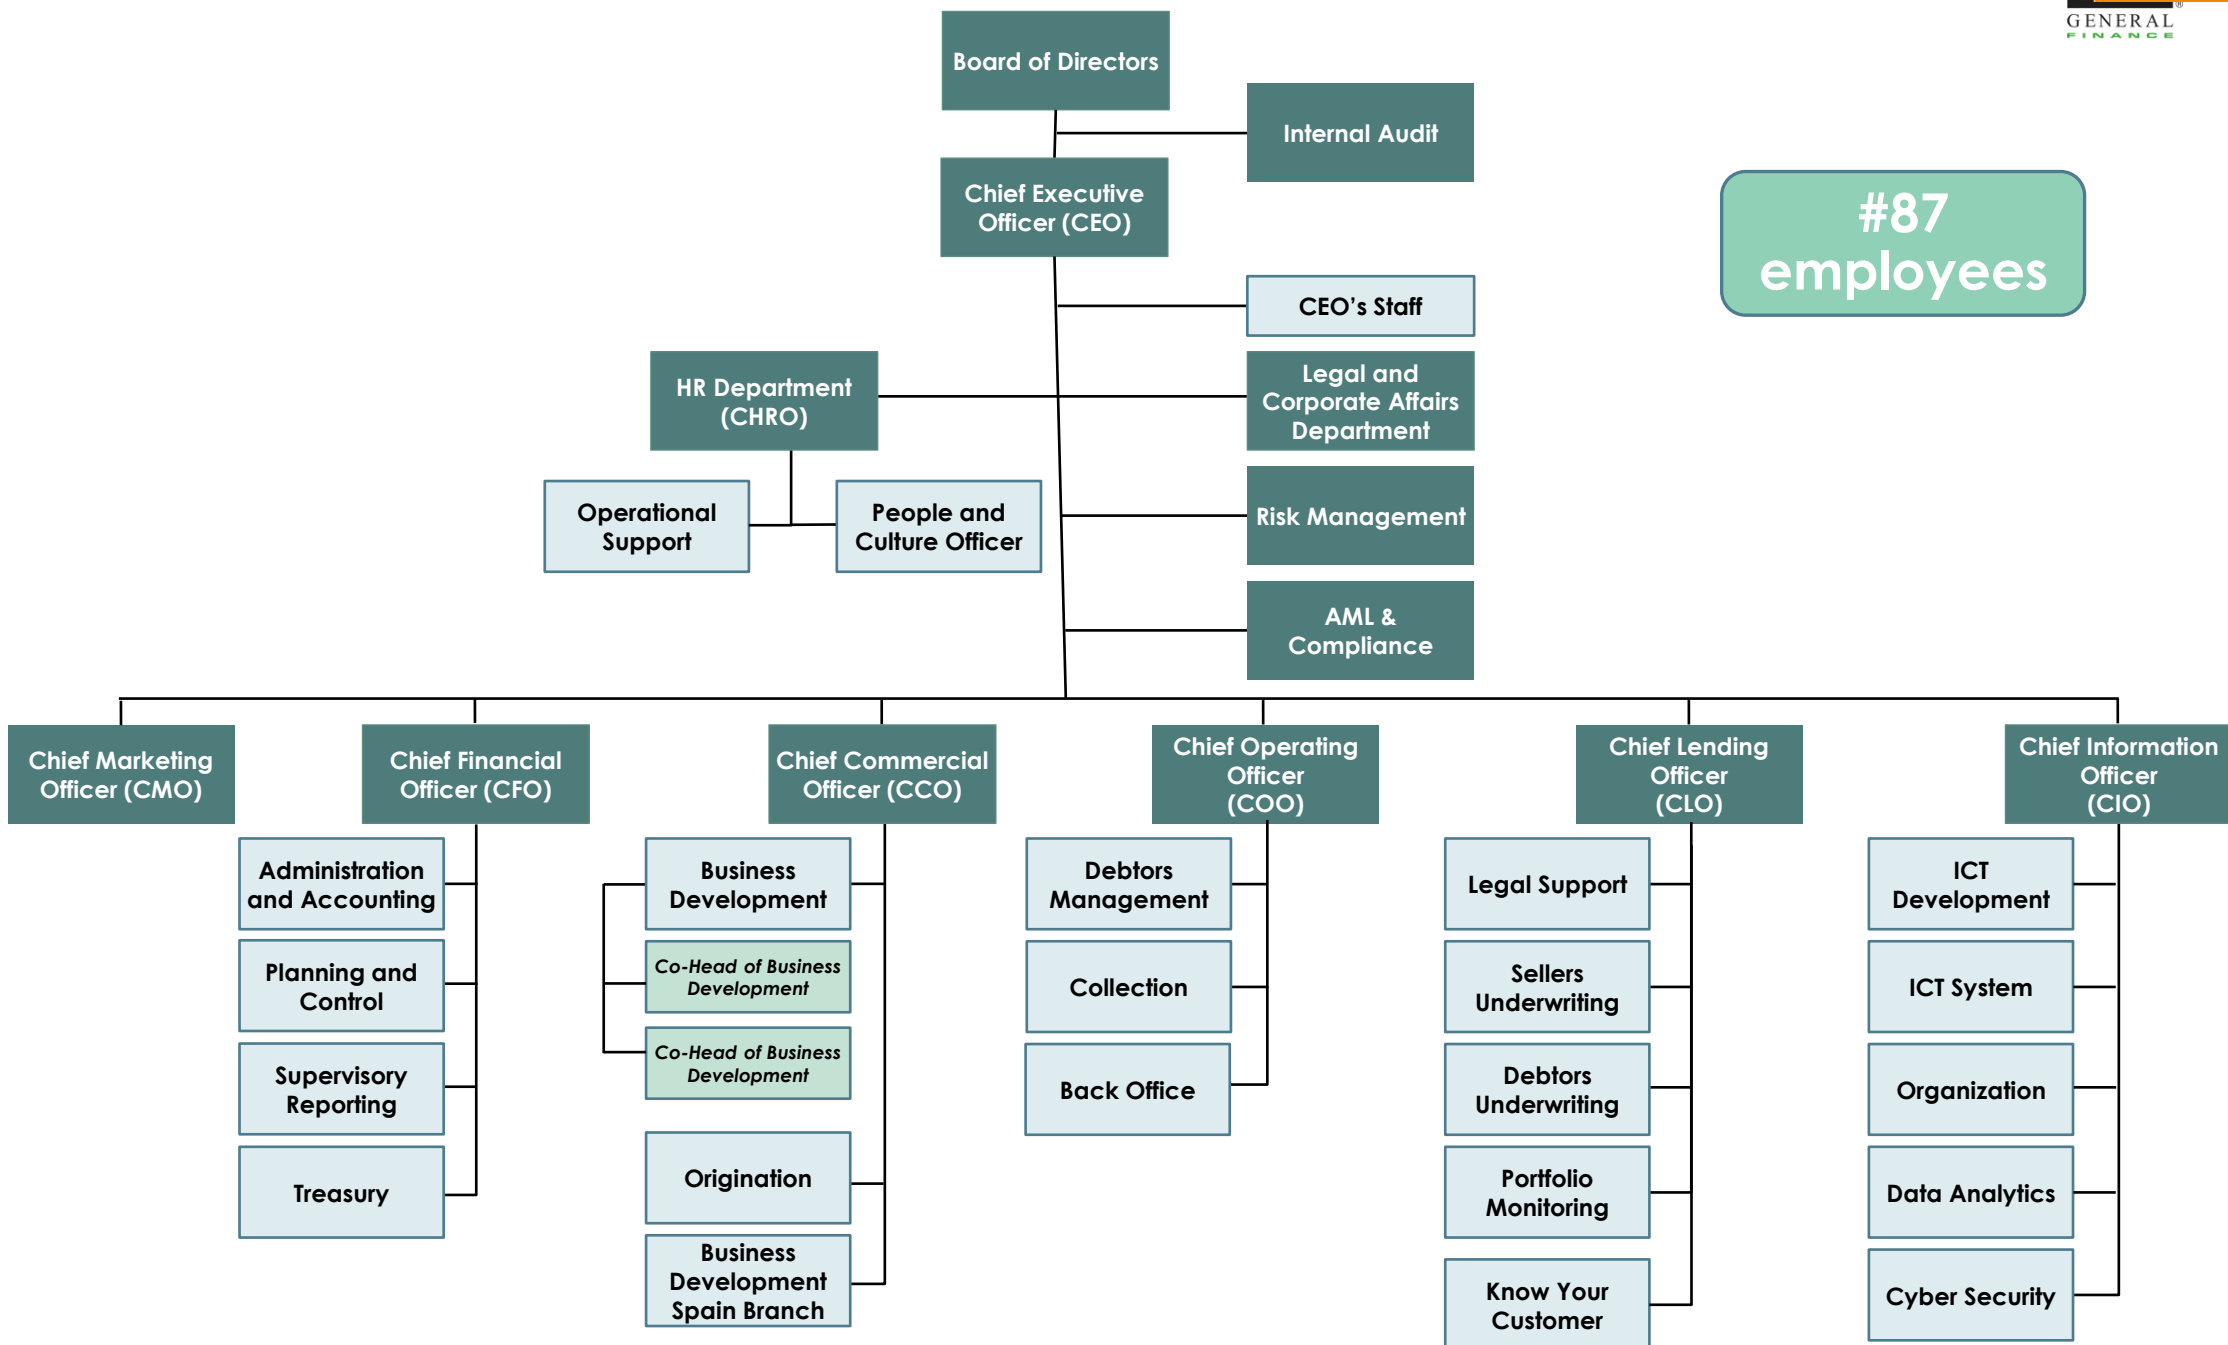 GENERAL
FINANCE
®
Board of Directors
Internal Audit
Chief Executive
Officer (CEO)
#87
employees
CEO’s Staff
HR Department
(CHRO)
Legal and
Corporate Affairs
Department
Operational
Support
People and
Culture Officer
Risk Management
AML &
Compliance
Chief Marketing
Officer (CMO)
Chief Financial
Officer (CFO)
Chief Commercial
Officer (CCO)
Chief Operating
Officer
(COO)
Chief Lending
Officer
(CLO)
Chief Information
Officer
(CIO)
Administration
and Accounting
Planning and
Control
Supervisory
Reporting
Treasury
Business
Development
Co-Head of Business
Development
Co-Head of Business
Development
Origination
Business
Development
Spain Branch
Debtors
Management
Collection
Back Office
Legal Support
Sellers
Underwriting
Debtors
Underwriting
Portfolio
Monitoring
Know Your
Customer
ICT
Development
ICT System
Organization
Data Analytics
Cyber Security